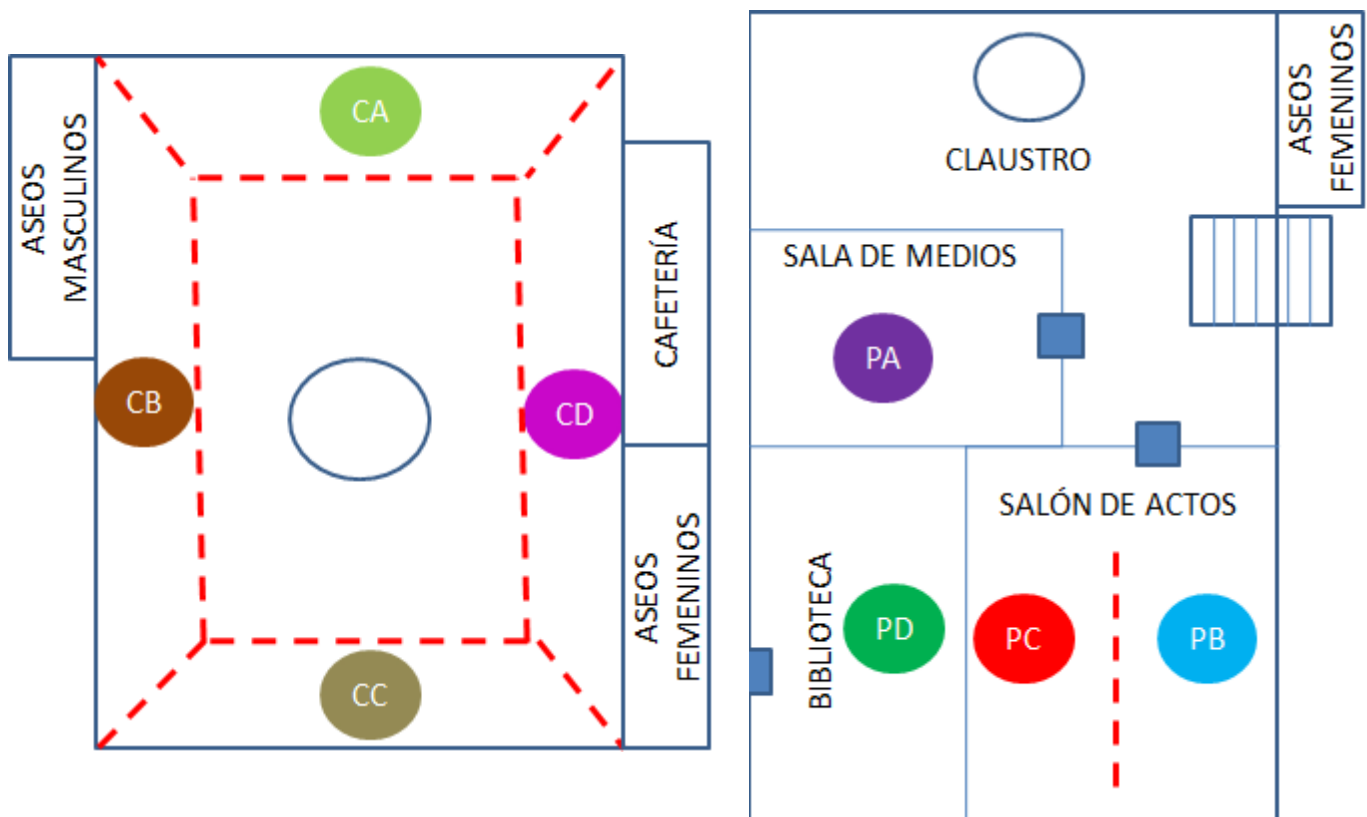 CA
ASEOS
MASCULINOS
CAFETERÍA
CB
CD
ASEOS
FEMENINOS
CC
ASEOS
FEMENINOS
CLAUSTRO
SALA DE MEDIOS
PA
SALÓN DE ACTOS
BIBLIOTECA
PD
PC
PB